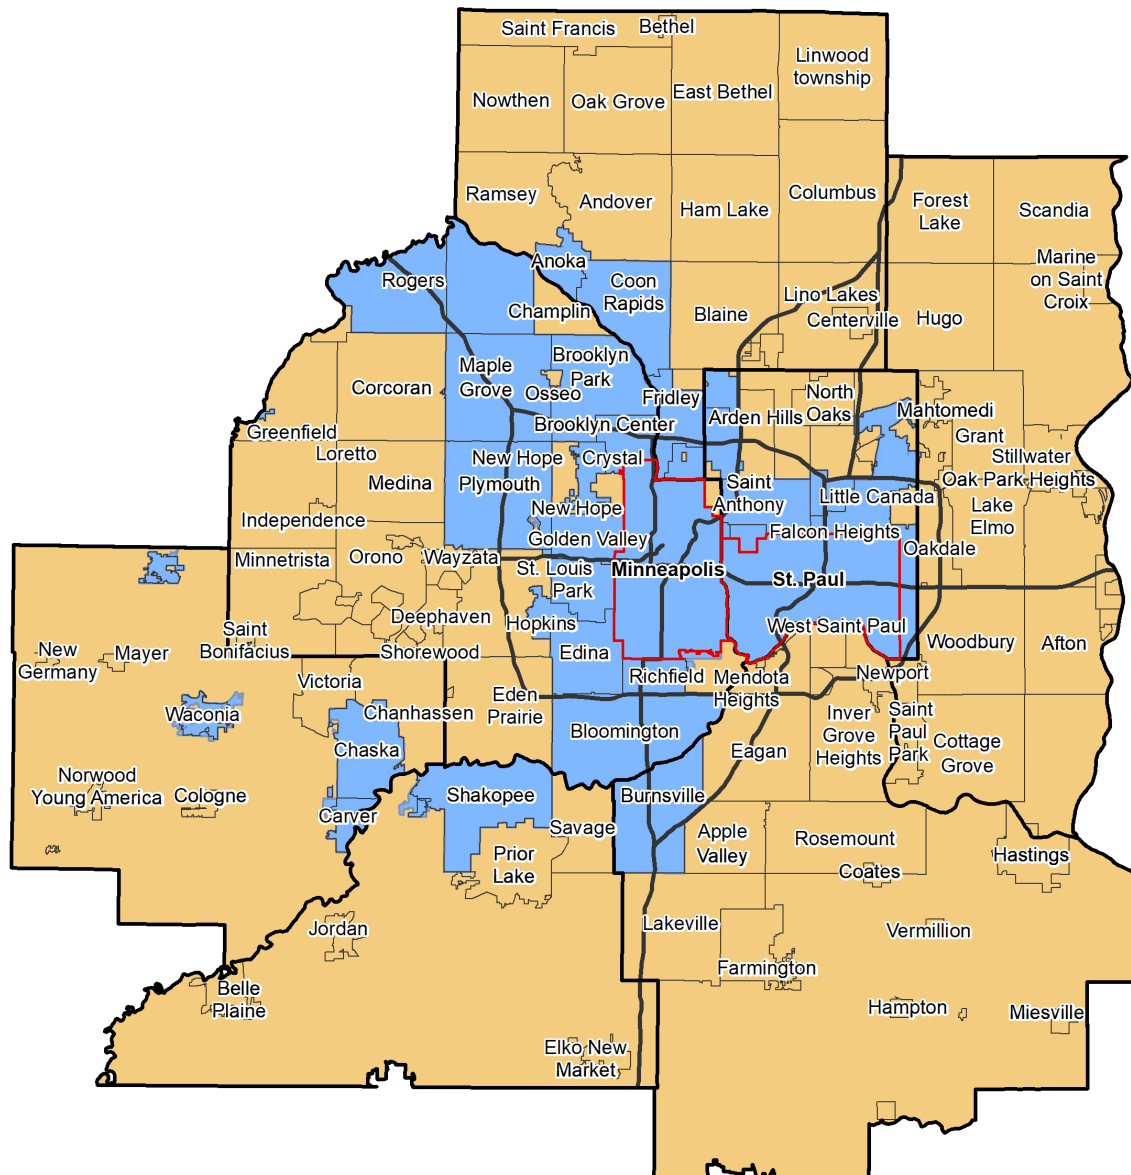 Saint Francis
Bethel
Linwood
township
Nowthen
Oak Grove
East Bethel
Ramsey
Andover
Ham Lake
Columbus
Forest
Lake
Scandia
Marine
on Saint
Croix
Anoka
Rogers
Coon
Rapids
Champlin
Blaine
Lino Lakes
Centerville
Hugo
Maple
Grove
Brooklyn
Park
Osseo
Corcoran
Fridley
Arden Hills
North
Oaks
Mahtomedi
Greenfield
Brooklyn Center
Grant
Loretto
New Hope
Crystal
Stillwater
Medina
Plymouth
Saint
Anthony
Little Canada
Oak Park Heights
Lake
Elmo
Independence
New Hope
Golden Valley
Falcon Heights
Oakdale
Minnetrista
Orono
Wayzata
St. Louis
Park
Minneapolis
St. Paul
Deephaven
Hopkins
West Saint Paul
Saint
Bonifacius
Shorewood
Edina
Woodbury
Afton
New
Germany
Mayer
Victoria
Richfield
Mendota
Heights
Newport
Waconia
Chanhassen
Eden
Prairie
Bloomington
Inver
Grove
Heights
Saint
Paul
Park
Cottage
Grove
Chaska
Eagan
Norwood
Young America
Cologne
Carver
Shakopee
Burnsville
Savage
Apple
Valley
Rosemount
Prior
Lake
Coates
Hastings
Jordan
Lakeville
Vermillion
Farmington
Belle
Plaine
Hampton
Miesville
Elko New
Market